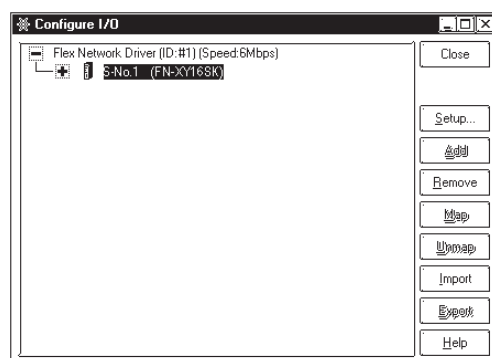 Configure I/O
Flex Network Driver (ID:#1) (Speed:6Mbps)
S-No.1 (FN-XY16SK)
Close
Setup...
Add
Remove
Map
Unmap
Import
Export
Help